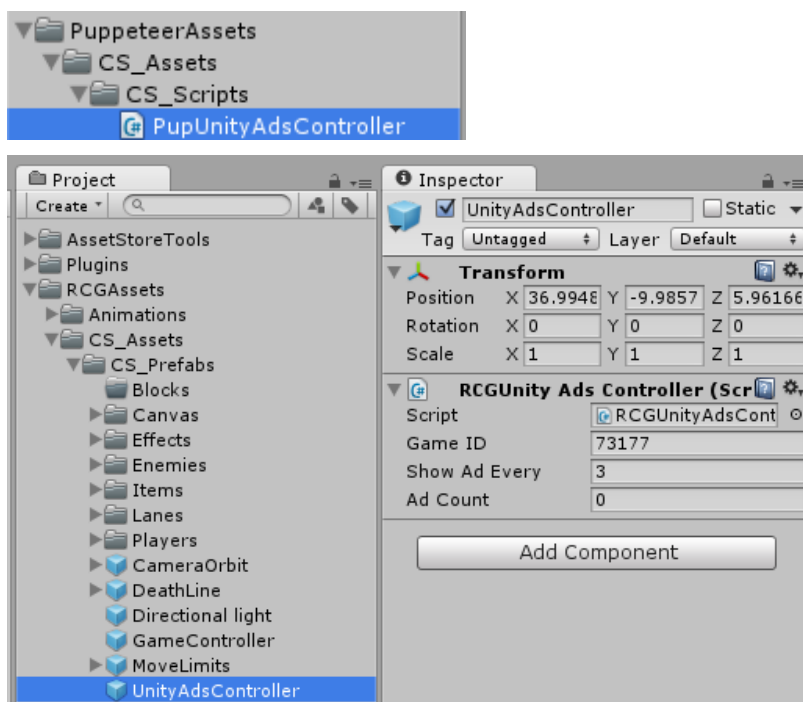 PuppeteerAssets
CS_Assets
CS_Scripts
PupUnityAdsController
Project
Create
AssetStoreTools
Plugins
RCGAssets
Animations
CS_Assets
CS_Prefabs
Blocks
Canvas
Effects
Enemies
Items
Lanes
Players
CameraOrbit
DeathLine
Directional light
GameController
MoveLimits
UnityAdsController
Inspector
UnityAdsController Static
Tag Untagged Layer Default
Transform
Position X 36.9948 Y -9.9857 Z 5.96166
Rotation X 0 Y 0 Z 0
Scale X 1 Y 1 Z 1
RCGUnity Ads Controller (Scr
Script RCGUnityAdsCont
Game ID 73177
Show Ad Every 3
Ad Count 0
Add Component